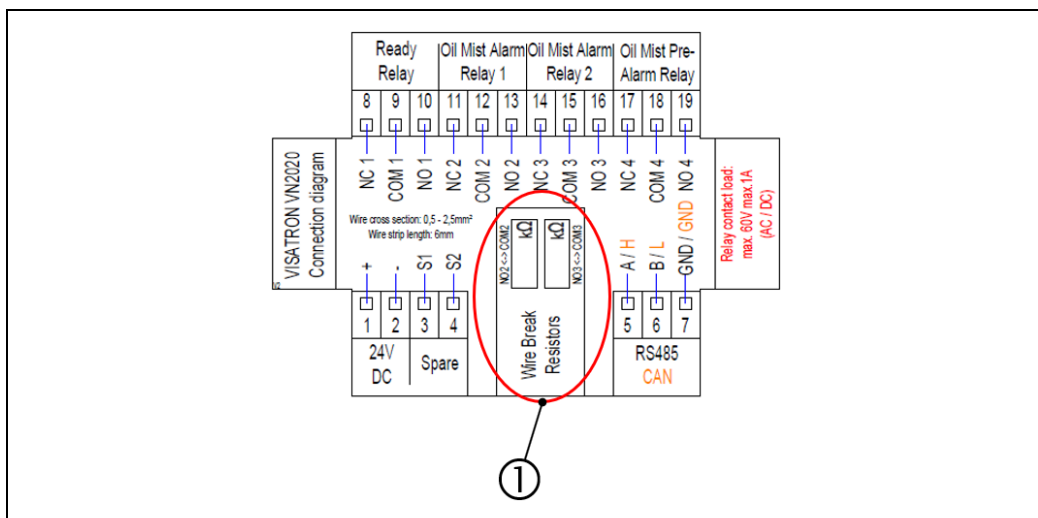 Ready Relay
Oil Mist Alarm Relay 1
Oil Mist Alarm Relay 2
Oil Mist Pre-Alarm Relay
8 9 10 11 12 13 14 15 16 17 18 19
NC 1
COM 1
NO 1
NC 2
COM 2
NO 2
NC 3
COM 3
NO 3
NC 4
COM 4
NO 4
VISATRON VN2020
Connection diagram
V2
Wire cross section: 0,5 - 2,5mm²
Wire strip length: 6mm
+
-
S1
S2
NO2 <-> COM2
kΩ
kΩ
NO3 <-> COM3
Wire Break
Resistors
A / H
B / L
GND / GND
Relay contact load:
max. 60V max.1A
(AC / DC)
1 2 3 4 5 6 7
24V
DC
Spare
RS485
CAN
1